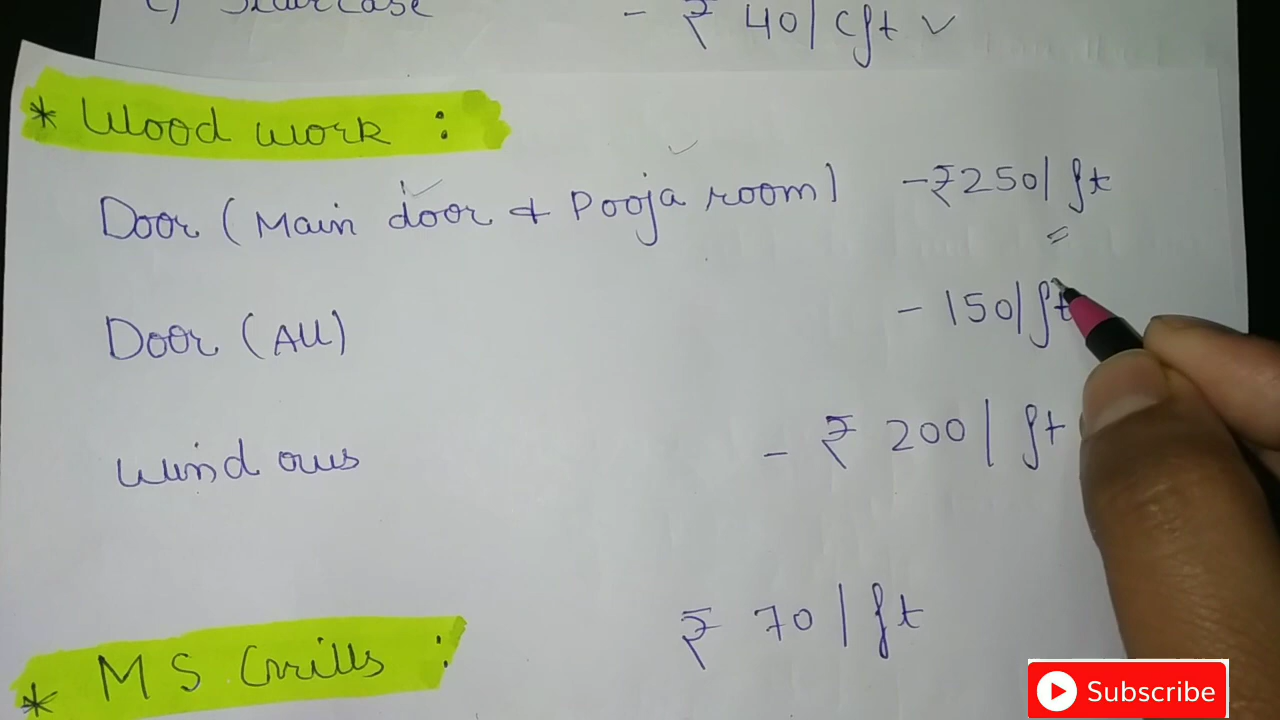 c) Staircase - ₹ 40/cft ✓
* Wood work :
Door (Main door & Pooja room) - ₹250/ft
Door (All) - 150/ft
Windows - ₹ 200/ft
* M S Grills : ₹ 70/ft
Subscribe